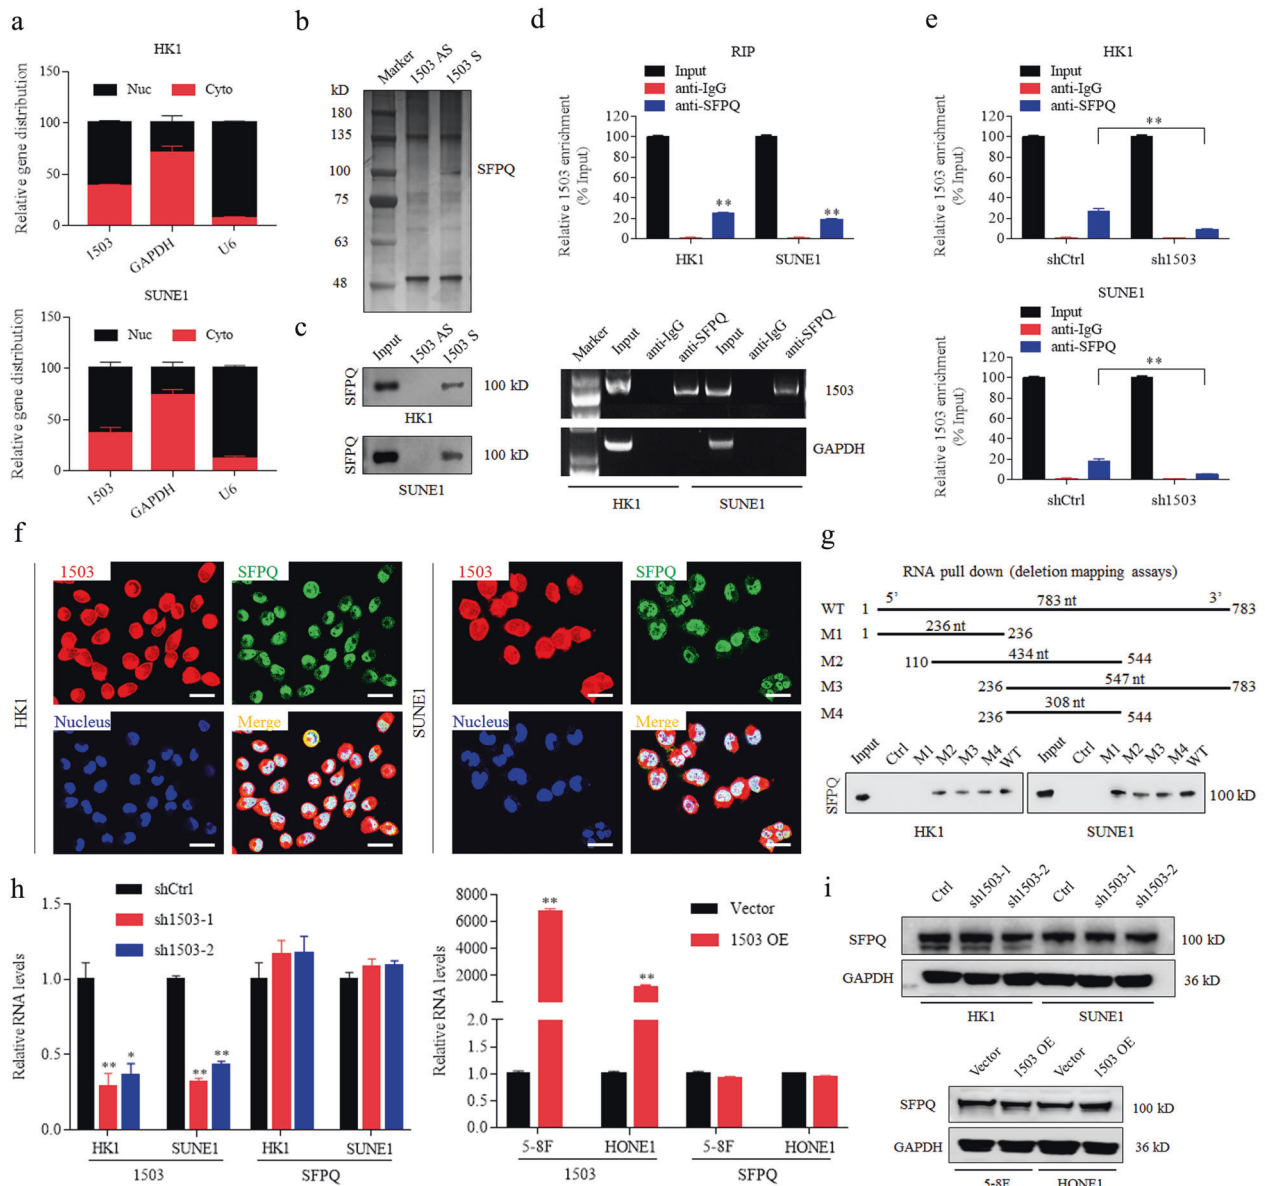 a
HK1
Relative gene distribution
150
100
50
0
Nuc
Cyto
1503
GAPDH
U6
SUNE1
Relative gene distribution
150
100
50
0
Nuc
Cyto
1503
GAPDH
U6
b
kD
Marker
1503 AS
1503 S
180
135
100
75
63
48
SFPQ
c
Input
1503 AS
1503 S
SFPQ
100 kD
HK1
SFPQ
100 kD
SUNE1
d
RIP
Input
anti-IgG
anti-SFPQ
Relative 1503 enrichment
(% Input)
120
100
80
60
40
20
0
**
**
HK1
SUNE1
Marker
Input
anti-IgG
anti-SFPQ
Input
anti-IgG
anti-SFPQ
1503
GAPDH
HK1
SUNE1
e
HK1
Input
anti-IgG
anti-SFPQ
Relative 1503 enrichment
(% Input)
120
100
80
60
40
20
0
**
shCtrl
sh1503
SUNE1
Input
anti-IgG
anti-SFPQ
Relative 1503 enrichment
(% Input)
120
100
80
60
40
20
0
**
shCtrl
sh1503
f
HK1
1503
SFPQ
Nucleus
Merge
SUNE1
1503
SFPQ
Nucleus
Merge
g
RNA pull down (deletion mapping assays)
5' 783 nt 3'
WT 1 783
236 nt
M1 1 236
434 nt
M2 110 544
547 nt
M3 236 783
308 nt
M4 236 544
Input
Ctrl
M1
M2
M3
M4
WT
Input
Ctrl
M1
M2
M3
M4
WT
SFPQ
100 kD
HK1
SUNE1
h
shCtrl
sh1503-1
sh1503-2
Relative RNA levels
1.5
1.0
0.5
0.0
**
*
**
**
HK1
SUNE1
HK1
SUNE1
1503
SFPQ
Vector
1503 OE
Relative RNA levels
8000
6000
4000
2000
2.0
1.5
1.0
0.5
0.0
**
**
5-8F
HONE1
5-8F
HONE1
1503
SFPQ
i
Ctrl
sh1503-1
sh1503-2
Ctrl
sh1503-1
sh1503-2
SFPQ
100 kD
GAPDH
36 kD
HK1
SUNE1
Vector
1503 OE
Vector
1503 OE
SFPQ
100 kD
GAPDH
36 kD
5-8F
HONE1